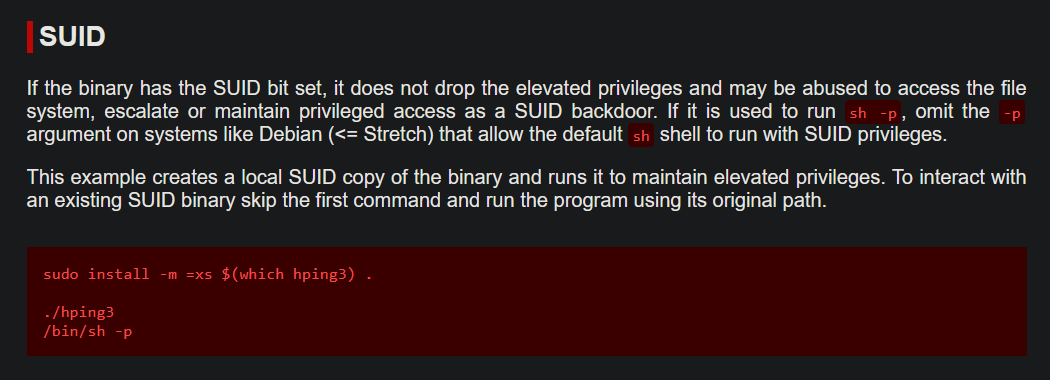 SUID
If the binary has the SUID bit set, it does not drop the elevated privileges and may be abused to access the file
system, escalate or maintain privileged access as a SUID backdoor. If it is used to run sh -p, omit the -p
argument on systems like Debian (<= Stretch) that allow the default sh shell to run with SUID privileges.
This example creates a local SUID copy of the binary and runs it to maintain elevated privileges. To interact with
an existing SUID binary skip the first command and run the program using its original path.
sudo install -m =xs $(which hping3) .
./hping3
/bin/sh -p